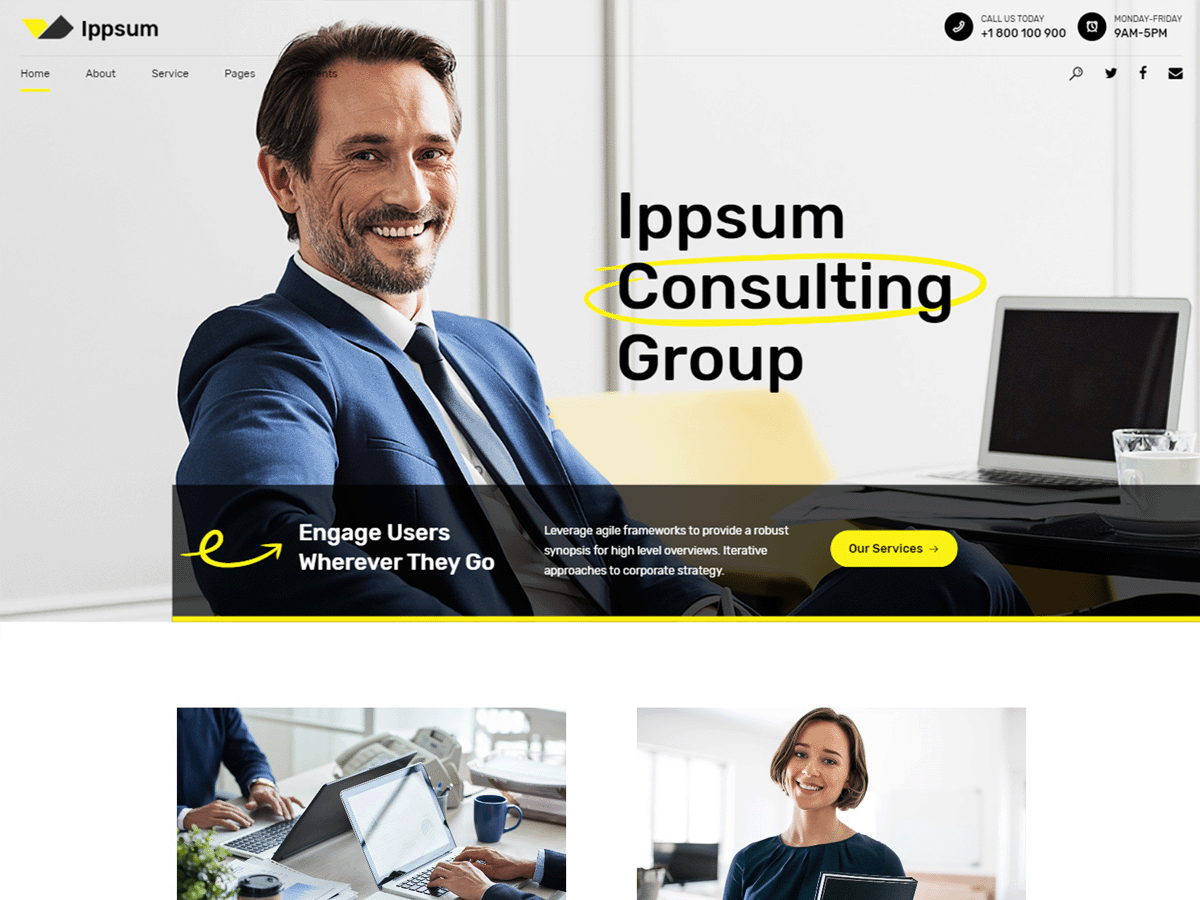 Ippsum
CALL US TODAY
+1 800 100 900
MONDAY-FRIDAY
9AM-5PM
Home About Service Pages
Ippsum
Consulting
Group
Engage Users
Wherever They Go
Leverage agile frameworks to provide a robust
synopsis for high level overviews. Iterative
approaches to corporate strategy.
Our Services →